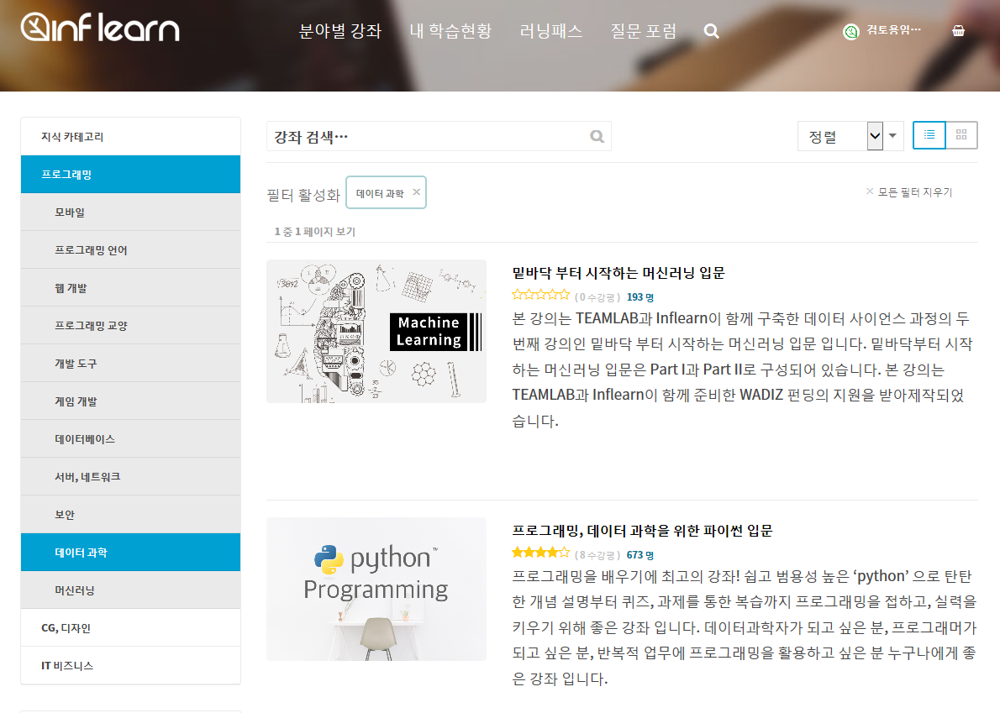 inf learn
분야별 강좌
내 학습현황
러닝패스
질문 포럼
검토용임…
지식 카테고리
프로그래밍
모바일
프로그래밍 언어
웹 개발
프로그래밍 교양
개발 도구
게임 개발
데이터베이스
서버, 네트워크
보안
데이터 과학
머신러닝
CG, 디자인
IT 비즈니스
강좌 검색…
정렬
필터 활성화
데이터 과학 ×
× 모든 필터 지우기
1 중 1 페이지 보기
Machine
Learning
밑바닥 부터 시작하는 머신러닝 입문
( 0 수강평 ) 193 명
본 강의는 TEAMLAB과 Inflearn이 함께 구축한 데이터 사이언스 과정의 두
번째 강의인 밑바닥 부터 시작하는 머신러닝 입문 입니다. 밑바닥부터 시작
하는 머신러닝 입문은 Part I과 Part II로 구성되어 있습니다. 본 강의는
TEAMLAB과 Inflearn이 함께 준비한 WADIZ 펀딩의 지원을 받아제작되었
습니다.
python™
Programming
프로그래밍, 데이터 과학을 위한 파이썬 입문
( 8 수강평 ) 673 명
프로그래밍을 배우기에 최고의 강좌! 쉽고 범용성 높은 ‘python’ 으로 탄탄
한 개념 설명부터 퀴즈, 과제를 통한 복습까지 프로그래밍을 접하고, 실력을
키우기 위해 좋은 강좌 입니다. 데이터과학자가 되고 싶은 분, 프로그래머가
되고 싶은 분, 반복적 업무에 프로그래밍을 활용하고 싶은 분 누구나에게 좋
은 강좌 입니다.